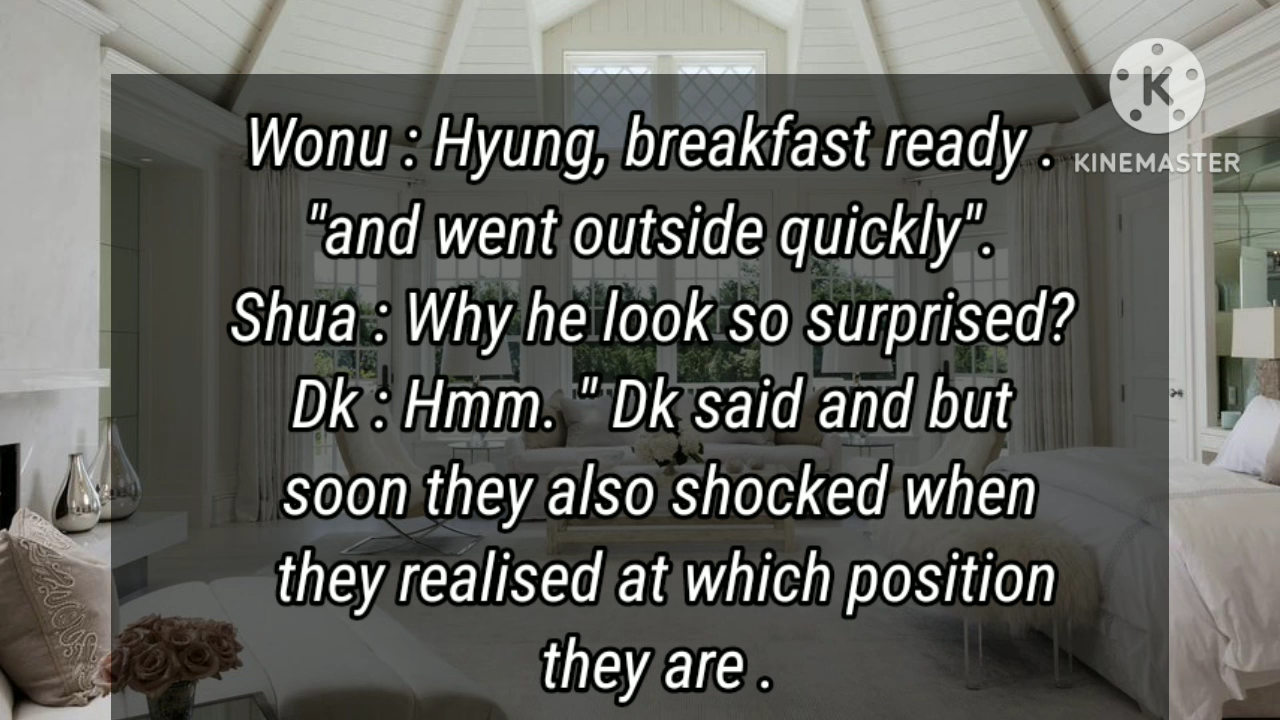 Wonu : Hyung, breakfast ready .
"and went outside quickly".
Shua : Why he look so surprised?
Dk : Hmm. " Dk said and but
soon they also shocked when
they realised at which position
they are .
K
KINEMASTER